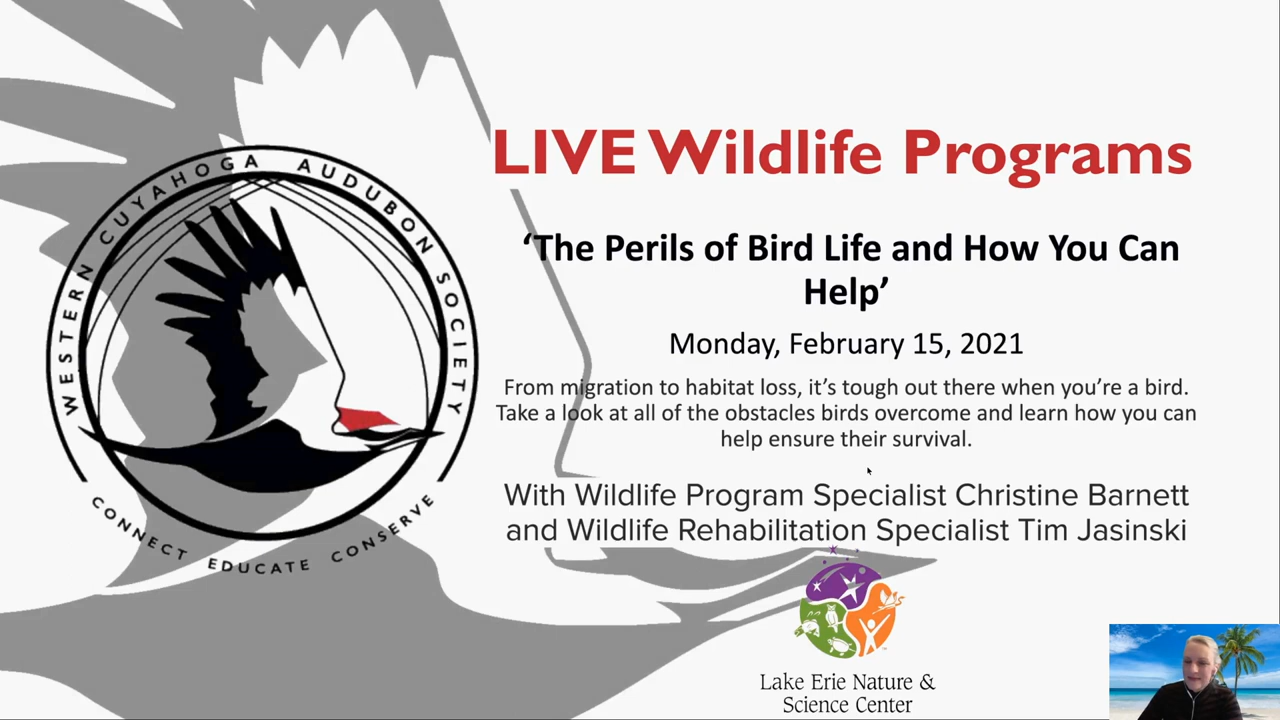 WESTERN CUYAHOGA AUDUBON SOCIETY
CONNECT EDUCATE CONSERVE
LIVE Wildlife Programs
‘The Perils of Bird Life and How You Can
Help’
Monday, February 15, 2021
From migration to habitat loss, it’s tough out there when you’re a bird.
Take a look at all of the obstacles birds overcome and learn how you can
help ensure their survival.
With Wildlife Program Specialist Christine Barnett
and Wildlife Rehabilitation Specialist Tim Jasinski
Lake Erie Nature &
Science Center